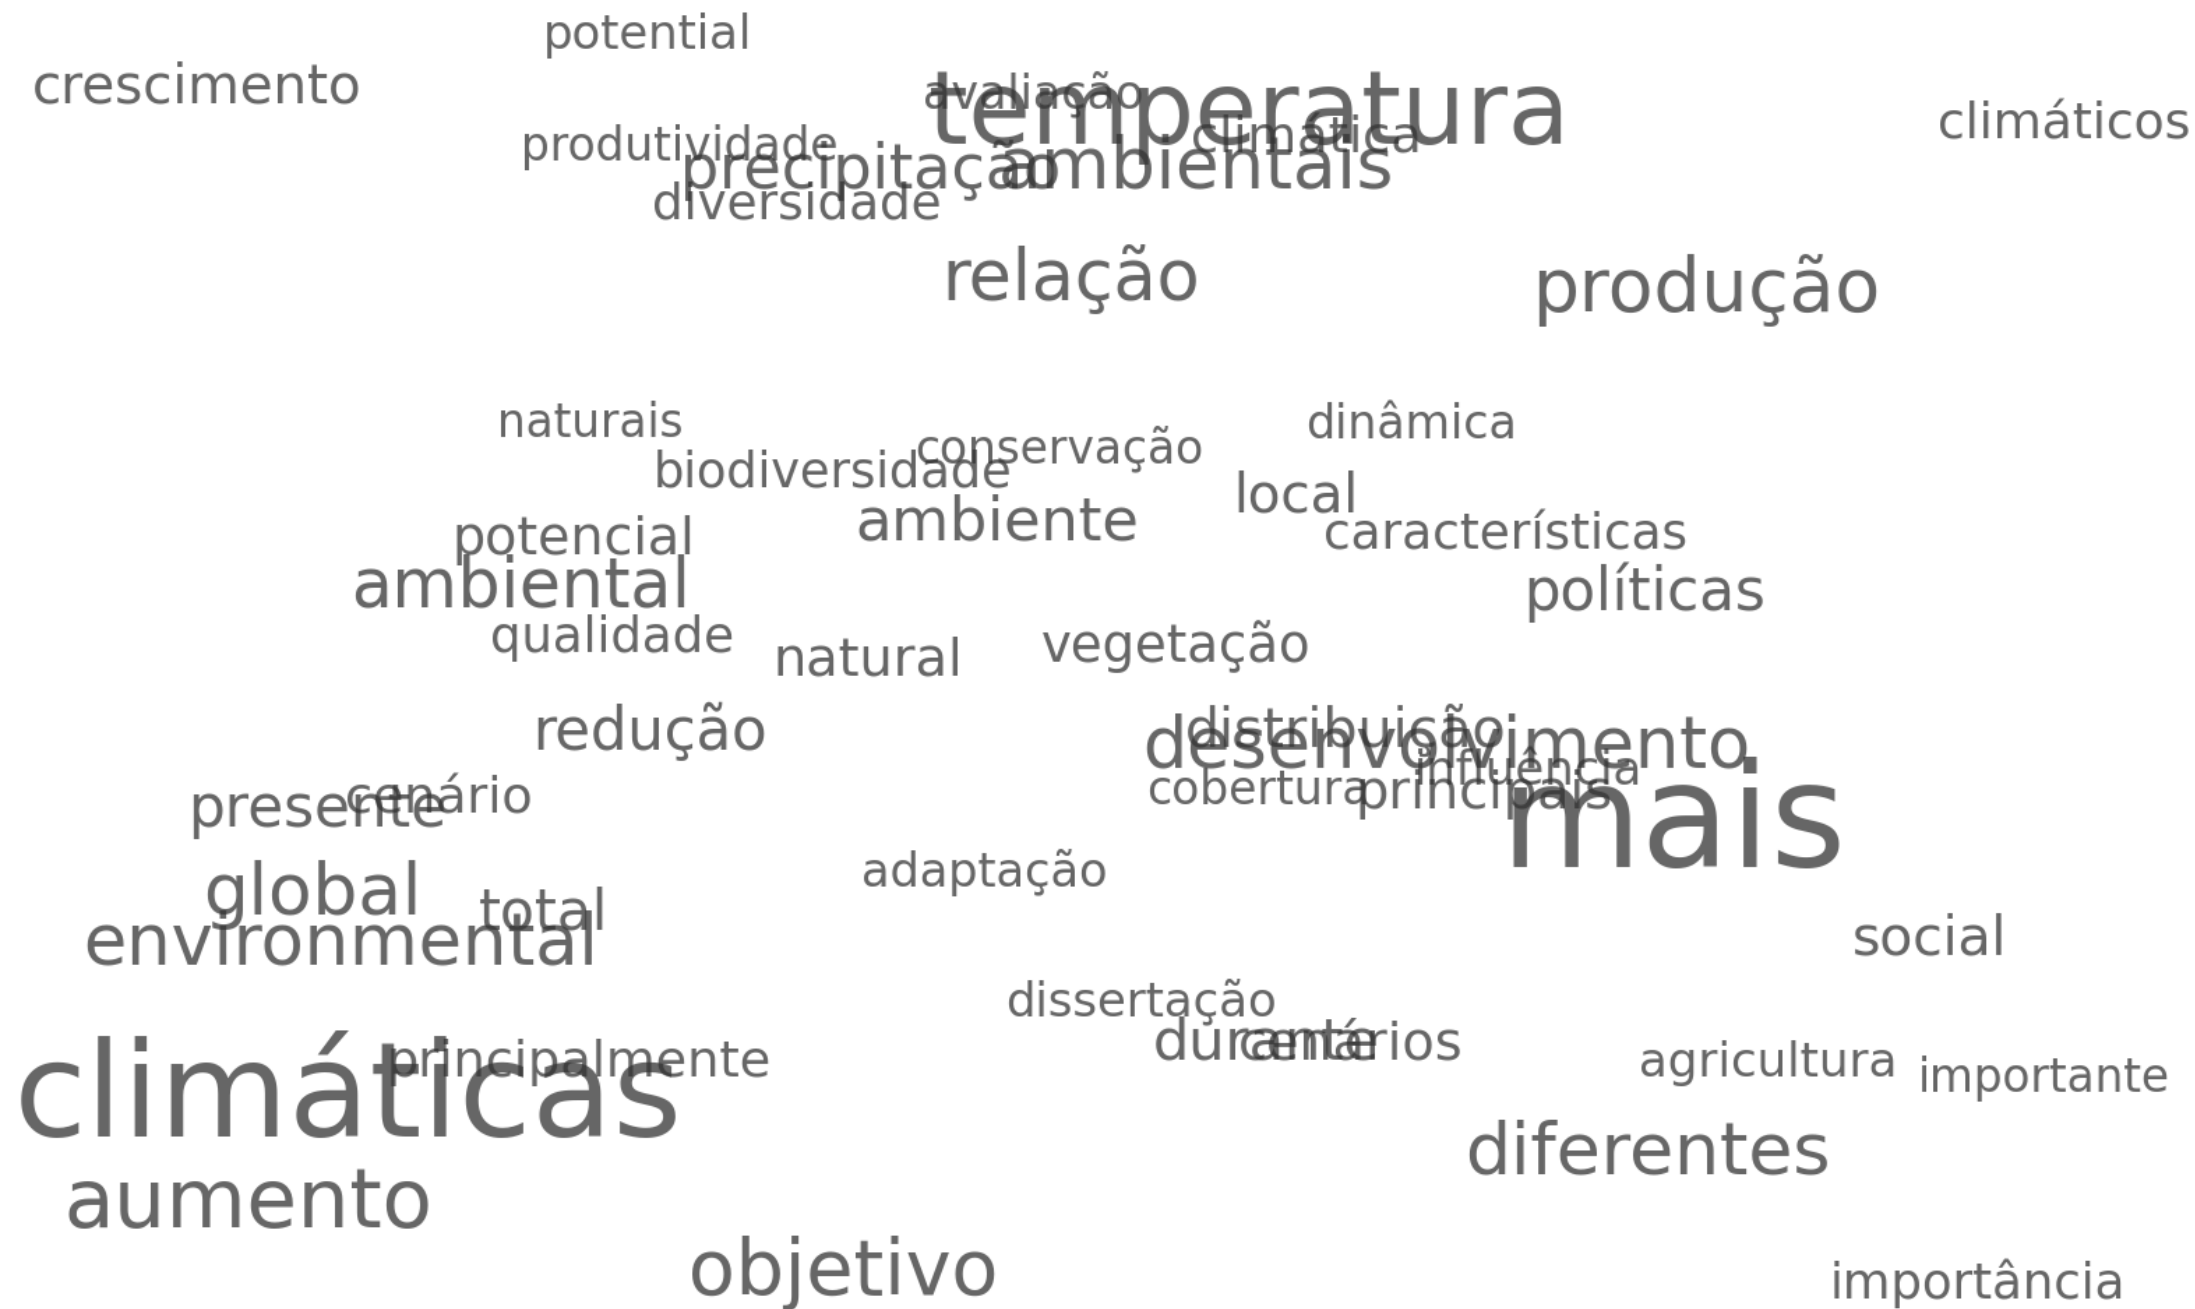 potential
crescimento
avaliação
temperatura
climáticos
climática
produtividade
precipitação
ambientais
diversidade
relação
produção
naturais
dinâmica
conservação
biodiversidade
local
ambiente
características
potencial
ambiental
políticas
qualidade
natural
vegetação
redução
distribuição
desenvolvimento
influência
cobertura
principais
cenário
presente
mais
adaptação
global
total
environmental
social
dissertação
durante
cenários
principalmente
agricultura
importante
climáticas
diferentes
aumento
objetivo
importância